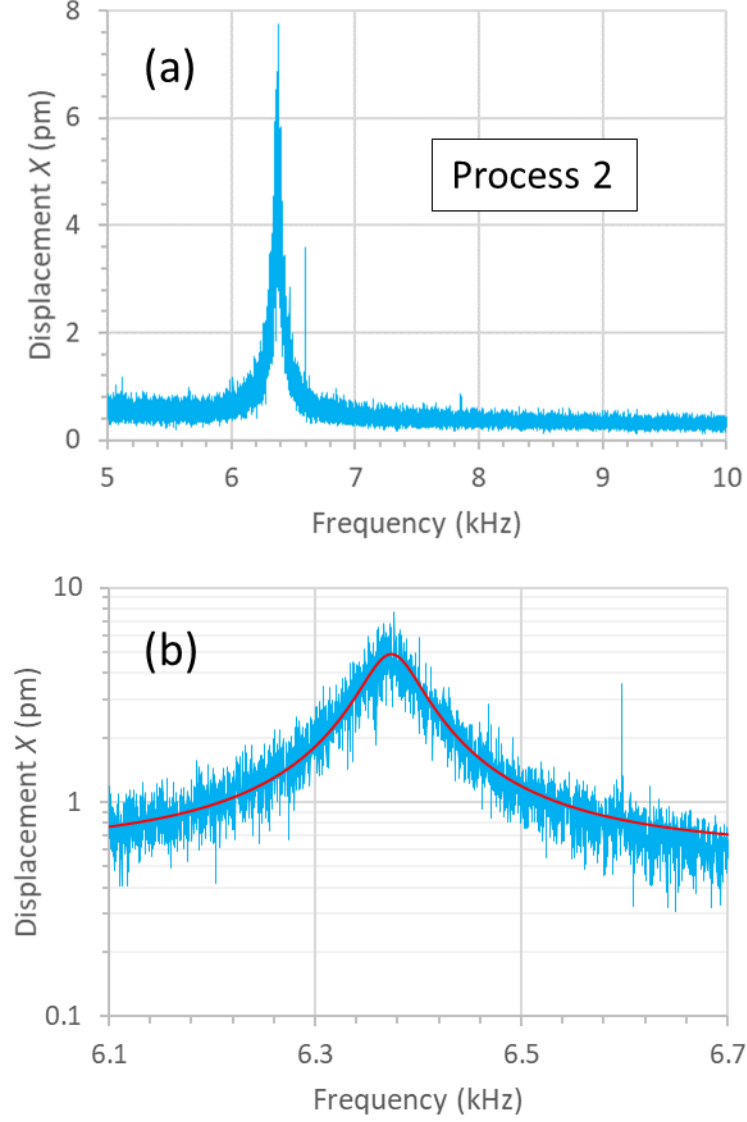 8
(a)
6
Process 2
4
2
0
Displacement X (pm)
5 6 7 8 9 10
Frequency (kHz)
10
(b)
1
0.1
Displacement X (pm)
6.1 6.3 6.5 6.7
Frequency (kHz)